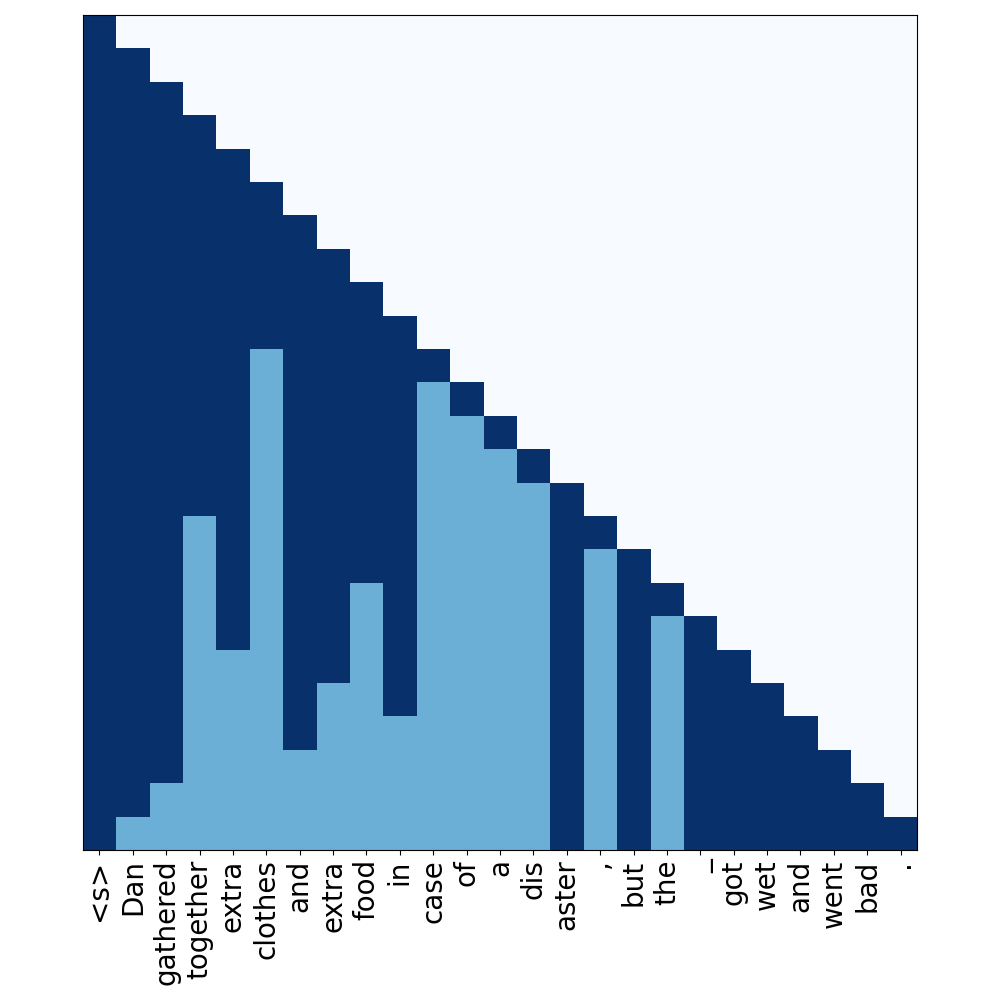 <s>
Dan
gathered
together
extra
clothes
and
extra
food
in
case
of
a
dis
aster
,
but
the
_
got
wet
and
went
bad
.